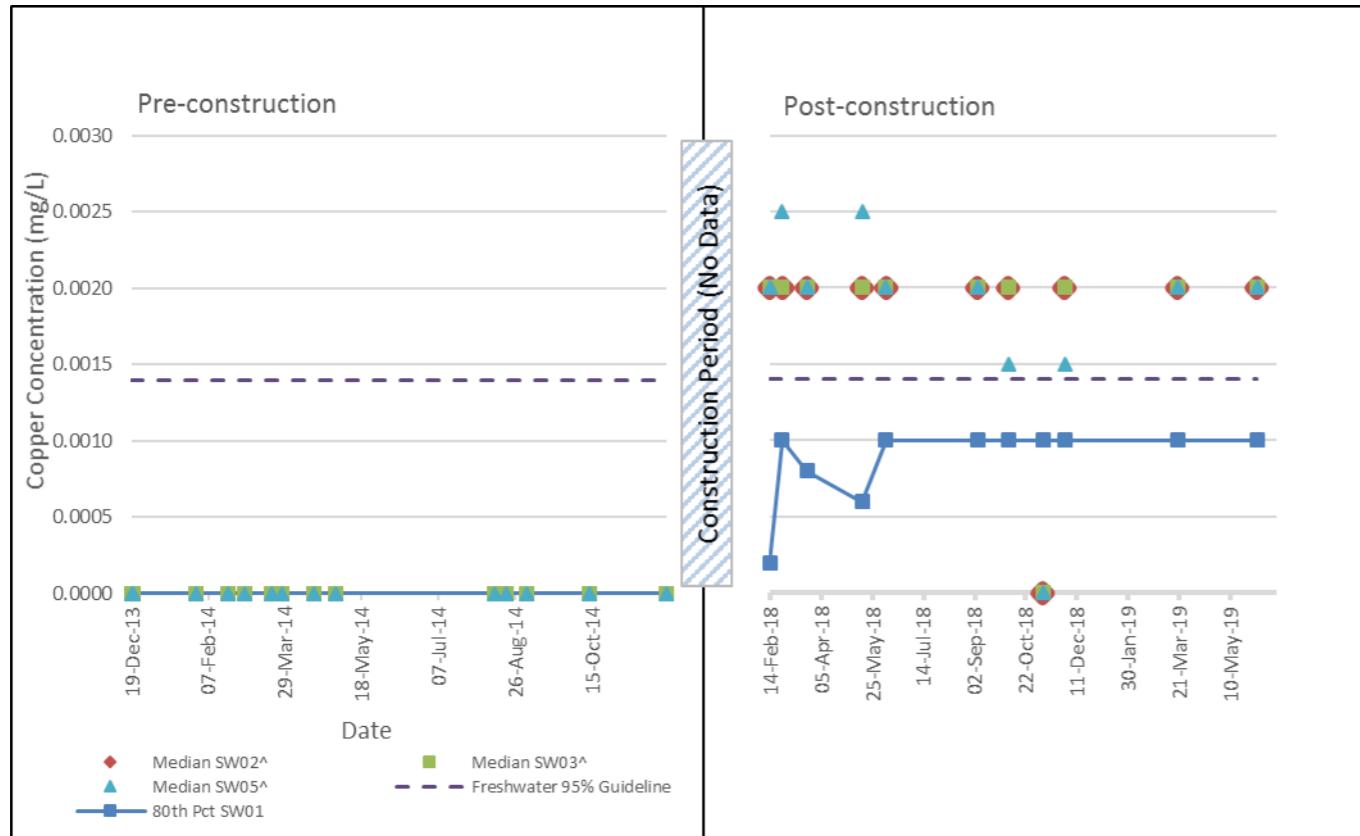 Pre-construction
Post-construction
Copper Concentration (mg/L)
0.0030
0.0025
0.0020
0.0015
0.0010
0.0005
0.0000
Construction Period (No Data)
19-Dec-13
07-Feb-14
29-Mar-14
18-May-14
07-Jul-14
26-Aug-14
15-Oct-14
14-Feb-18
05-Apr-18
25-May-18
14-Jul-18
02-Sep-18
22-Oct-18
11-Dec-18
30-Jan-19
21-Mar-19
10-May-19
Date
Median SW02^
Median SW03^
Median SW05^
Freshwater 95% Guideline
80th Pct SW01